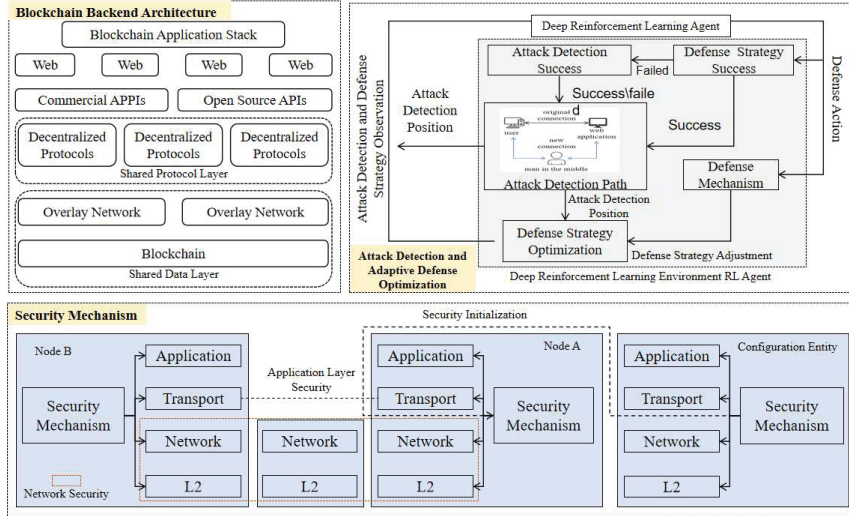 Blockchain Backend Architecture
Blockchain Application Stack
Web
Web
Web
Web
Commercial APPIs
Open Source APIs
Decentralized
Protocols
Decentralized
Protocols
Decentralized
Protocols
Shared Protocol Layer
Overlay Network
Overlay Network
Blockchain
Shared Data Layer
Attack Detection and Defense
Strategy Observation
Attack
Detection
Position
Deep Reinforcement Learning Agent
Attack Detection
Success
Failed
Defense Strategy
Success
Success\faile
d
original
connection
user
web
application
new
connection
man in the middle
Attack Detection Path
Success
Defense
Mechanism
Defense Action
Attack Detection
Position
Defense Strategy
Optimization
Defense Strategy Adjustment
Attack Detection and
Adaptive Defense
Optimization
Deep Reinforcement Learning Environment RL Agent
Security Mechanism
Security Initialization
Node B
Security
Mechanism
Application
Transport
Network
L2
Network Security
Application Layer
Security
Network
L2
Node A
Application
Transport
Network
L2
Security
Mechanism
Configuration Entity
Application
Transport
Network
L2
Security
Mechanism